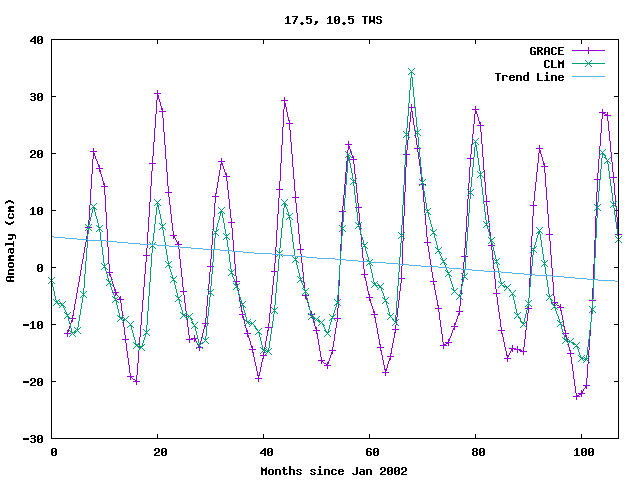 17.5, 10.5 TWS
GRACE
CLM
Trend Line
40
30
20
10
0
-10
-20
-30
Anomaly (cm)
0 20 40 60 80 100
Months since Jan 2002